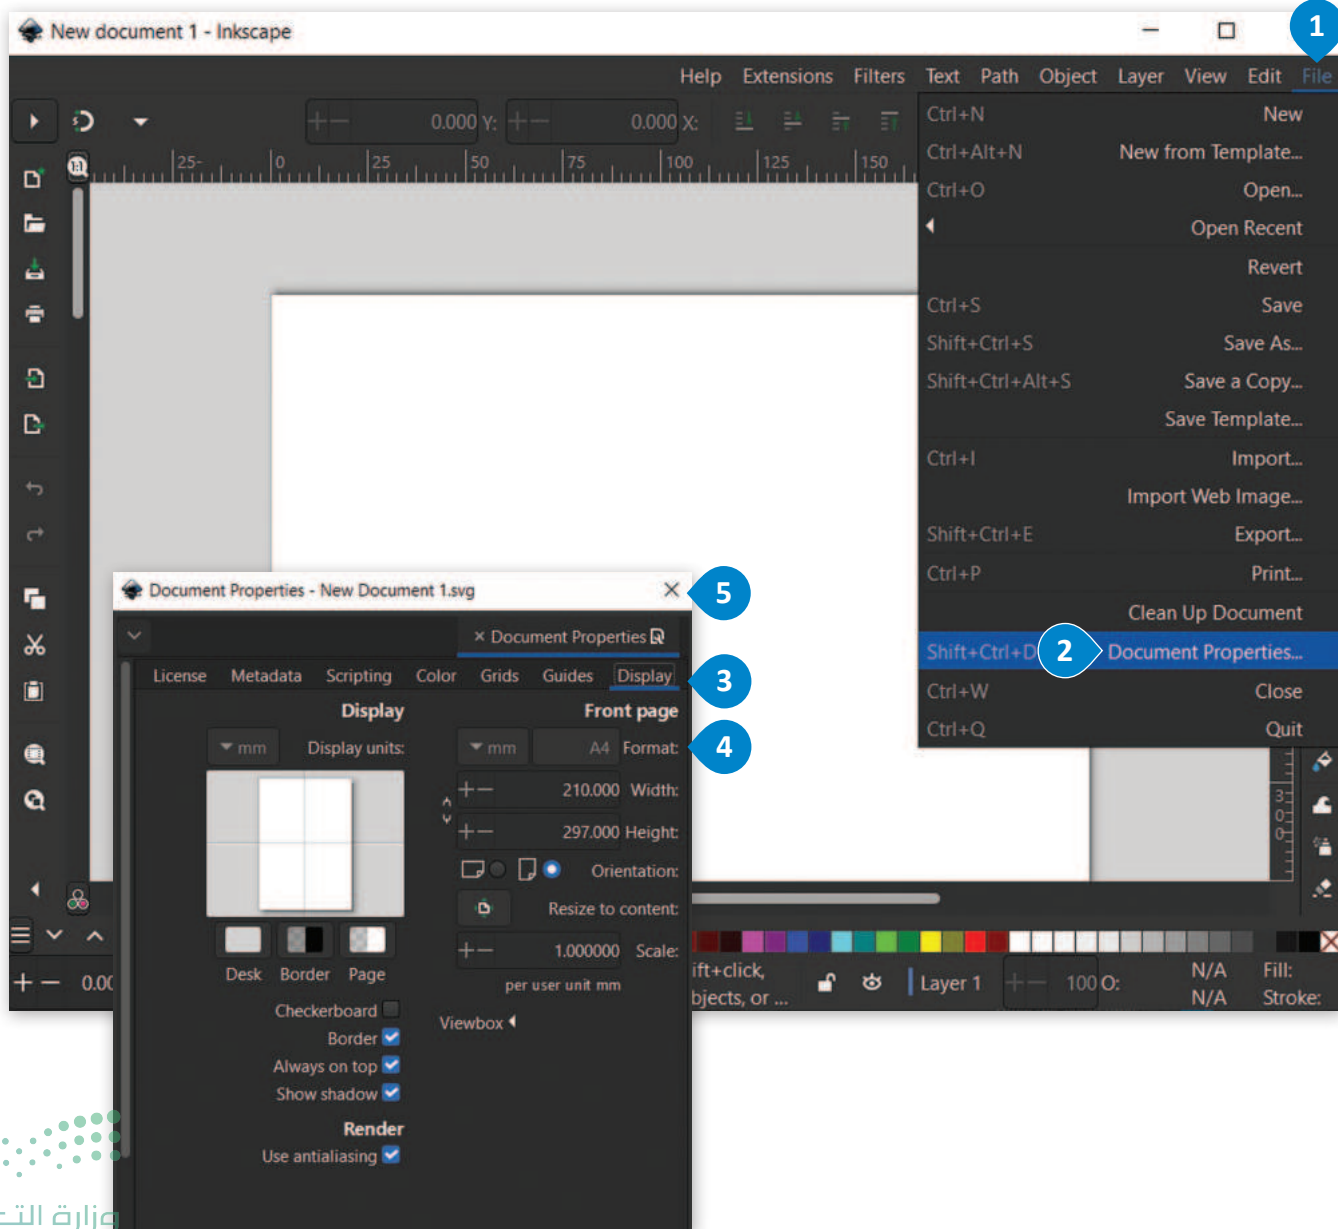 New document 1 - Inkscape
1
Help Extensions Filters Text Path Object Layer View Edit File
0.000 Y: 0.000 X:
25- 0 25 50 75 100 125 150
Ctrl+N New
Ctrl+Alt+N New from Template...
Ctrl+O Open...
Open Recent
Revert
Ctrl+S Save
Shift+Ctrl+S Save As...
Shift+Ctrl+Alt+S Save a Copy...
Save Template...
Ctrl+I Import...
Import Web Image...
Shift+Ctrl+E Export...
Ctrl+P Print...
Clean Up Document
Shift+Ctrl+D 2 Document Properties...
Ctrl+W Close
Ctrl+Q Quit
Document Properties - New Document 1.svg
5
× Document Properties
License Metadata Scripting Color Grids Guides Display
3
Display Front page
mm Display units: mm A4 Format:
4
210.000 Width:
297.000 Height:
Orientation:
Resize to content:
1.000000 Scale:
per user unit mm
Viewbox
Desk Border Page
Checkerboard
Border
Always on top
Show shadow
Render
Use antialiasing
300
1:1
0.00
ift+click,
bjects, or ...
Layer 1
100 O:
N/A Fill:
N/A Stroke:
وزارة التـ